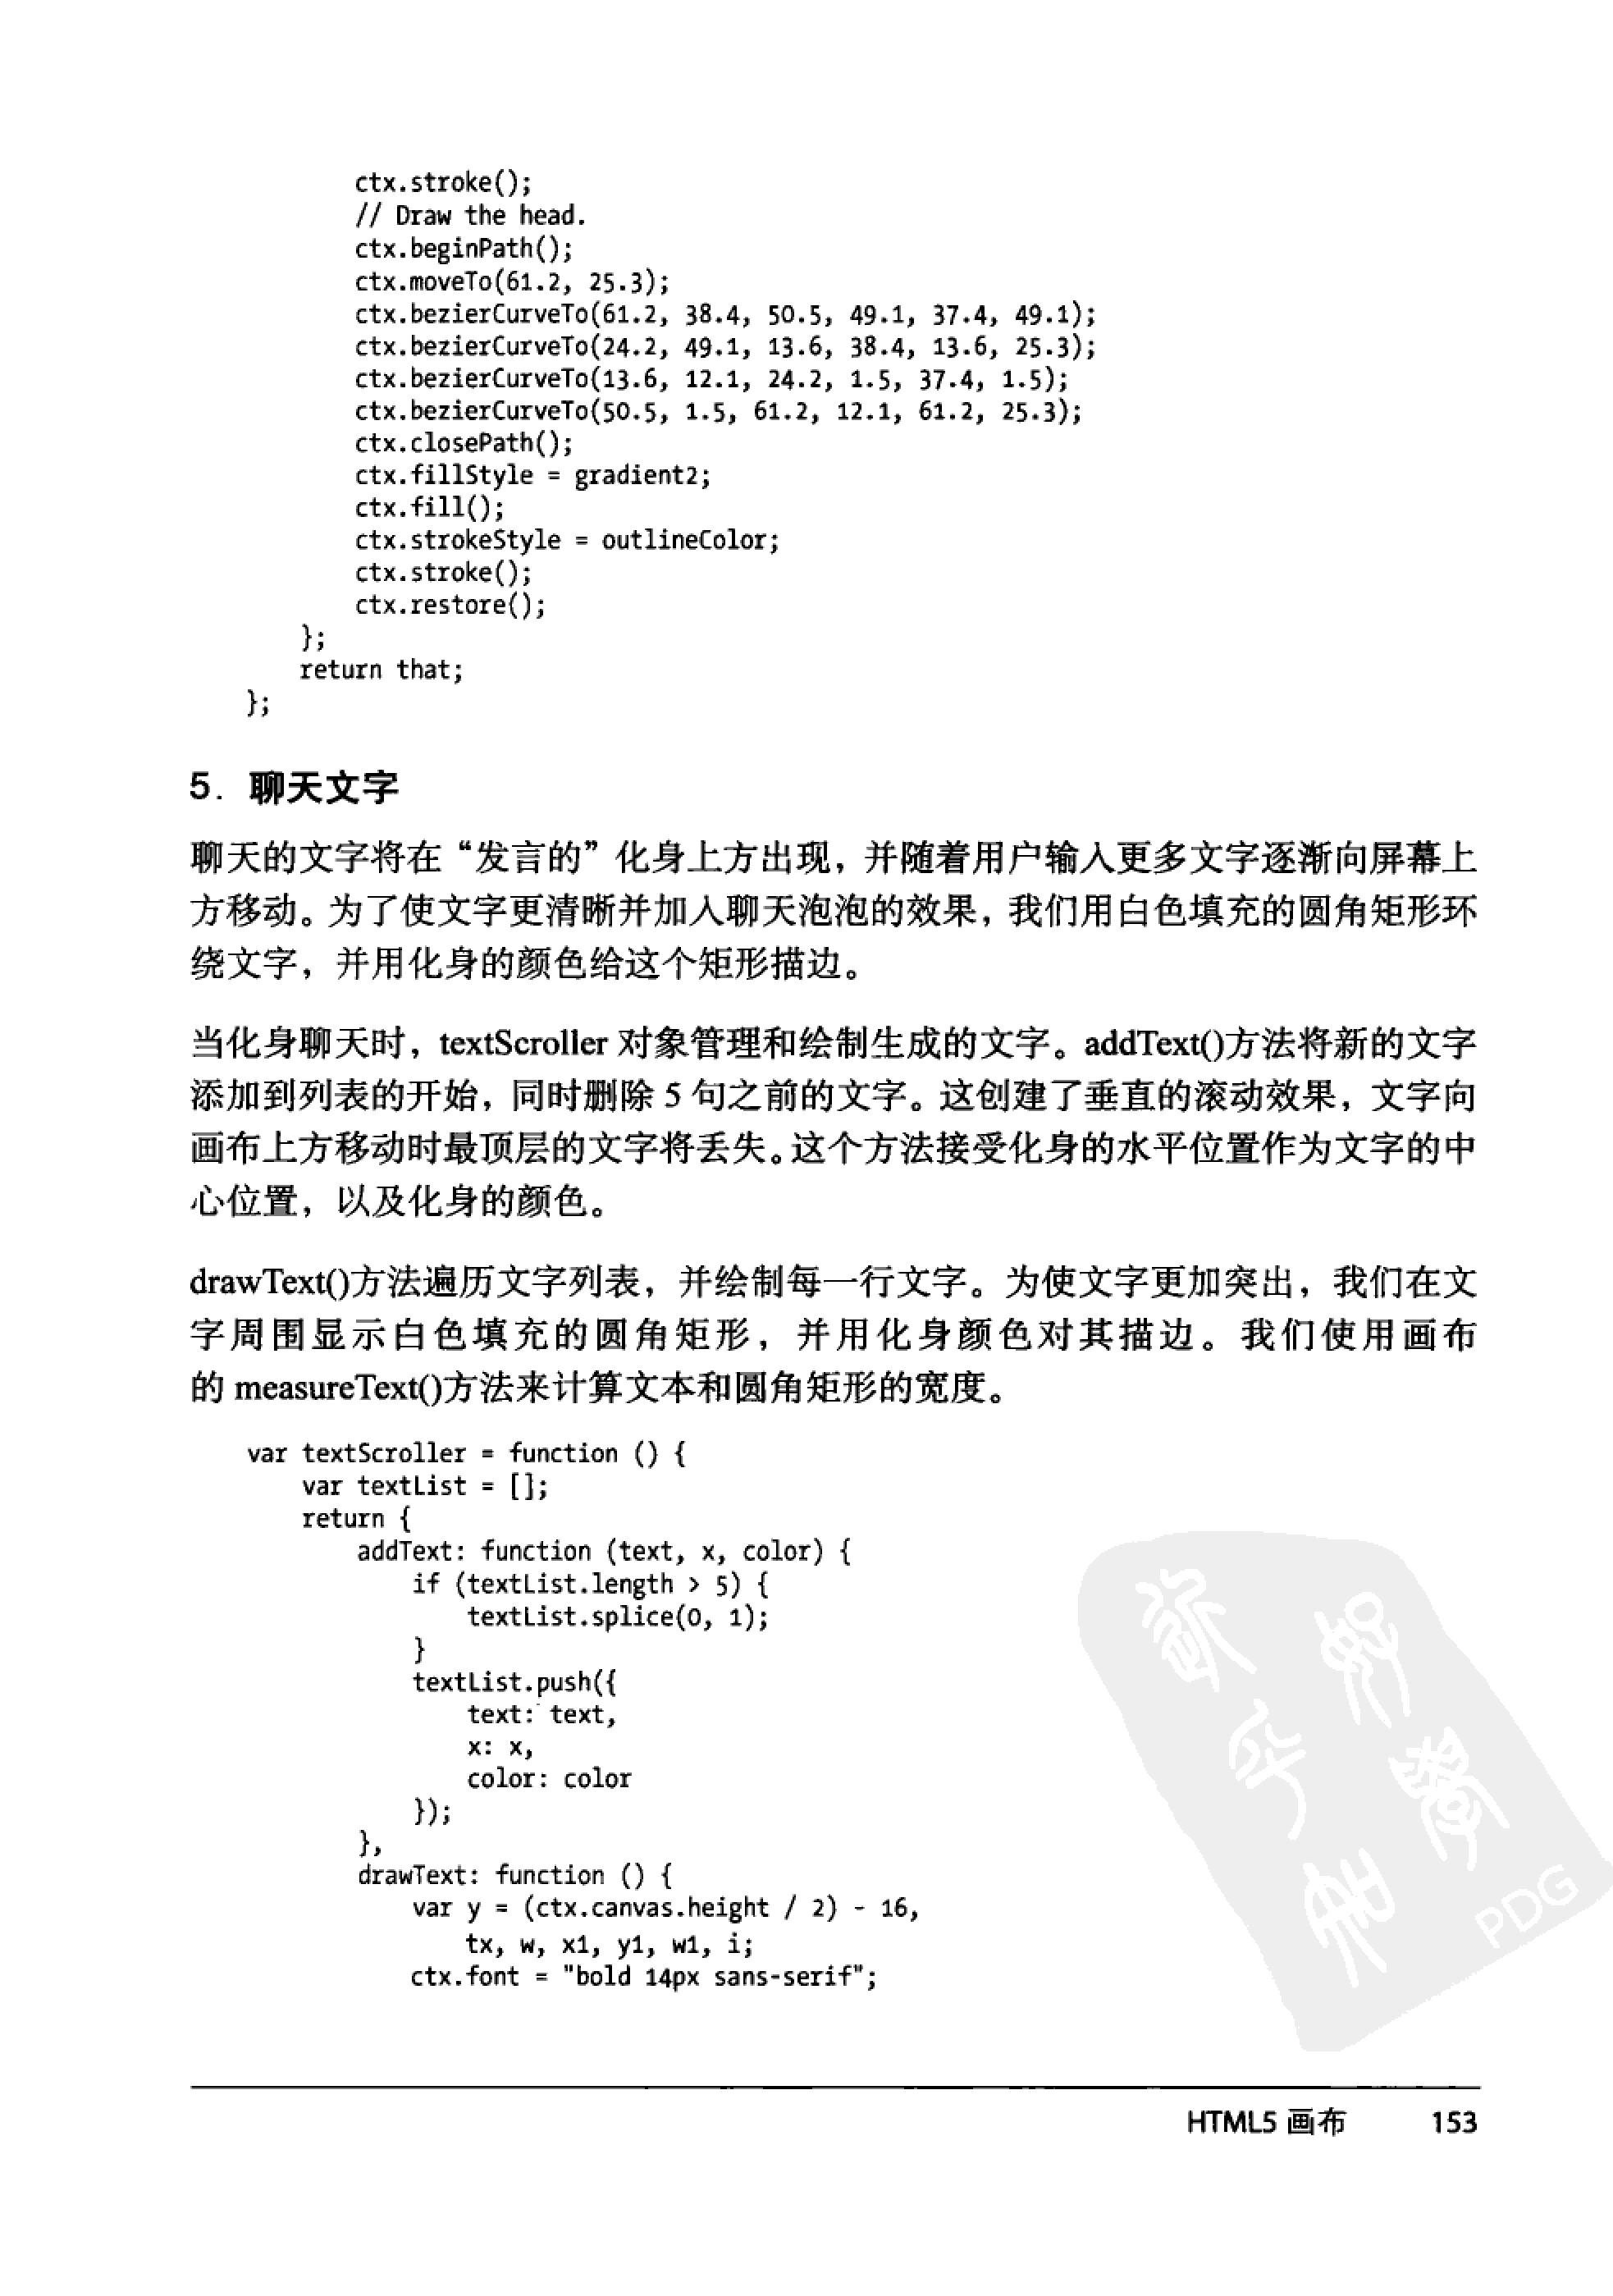 ctx.stroke();
// Draw the head.
ctx.beginPath();
ctx.moveTo(61.2, 25.3);
ctx.bezierCurveTo(61.2, 38.4, 50.5, 49.1, 37.4, 49.1);
ctx.bezierCurveTo(24.2, 49.1, 13.6, 38.4, 13.6, 25.3);
ctx.bezierCurveTo(13.6, 12.1, 24.2, 1.5, 37.4, 1.5);
ctx.bezierCurveTo(50.5, 1.5, 61.2, 12.1, 61.2, 25.3);
ctx.closePath();
ctx.fillStyle = gradient2;
ctx.fill();
ctx.strokeStyle = outlineColor;
ctx.stroke();
ctx.restore();
};
return that;
};
5. 聊天文字
聊天的文字将在“发言的”化身上方出现，并随着用户输入更多文字逐渐向屏幕上
方移动。为了使文字更清晰并加入聊天泡泡的效果，我们用白色填充的圆角矩形环
绕文字，并用化身的颜色给这个矩形描边。
当化身聊天时，textScroller 对象管理和绘制生成的文字。addText()方法将新的文字
添加到列表的开始，同时删除 5 句之前的文字。这创建了垂直的滚动效果，文字向
画布上方移动时最顶层的文字将丢失。这个方法接受化身的水平位置作为文字的中
心位置，以及化身的颜色。
drawText()方法遍历文字列表，并绘制每一行文字。为使文字更加突出，我们在文
字周围显示白色填充的圆角矩形，并用化身颜色对其描边。我们使用画布
的 measureText()方法来计算文本和圆角矩形的宽度。
var textScroller = function () {
var textList = [];
return {
addText: function (text, x, color) {
if (textList.length > 5) {
textList.splice(0, 1);
}
textList.push({
text: text,
x: x,
color: color
});
},
drawText: function () {
var y = (ctx.canvas.height / 2) - 16,
tx, w, x1, y1, w1, i;
ctx.font = "bold 14px sans-serif";
PDG
HTML5 画布 153